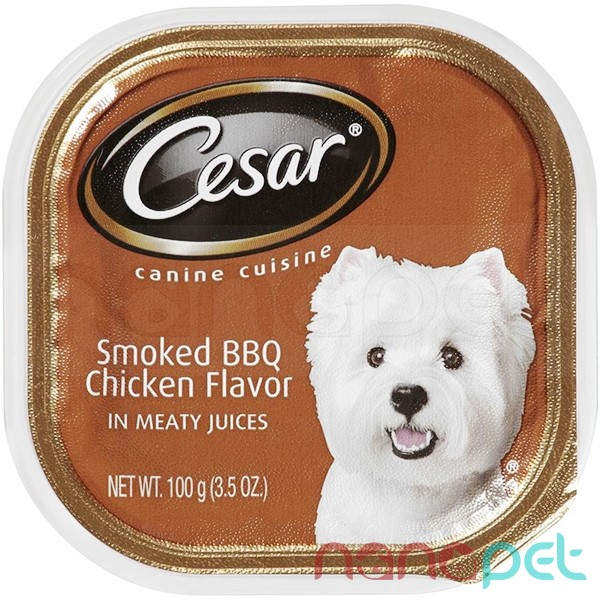 Cesar®
canine cuisine
Smoked BBQ
Chicken Flavor
IN MEATY JUICES
NET WT. 100 g (3.5 OZ.)
®
nanopet